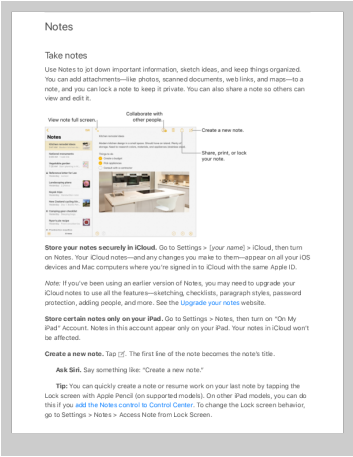 Notes
Take notes
Use Notes to jot down important information, sketch ideas, and keep things organized.
You can add attachments—like photos, scanned documents, web links, and maps—to a
note, and you can lock a note to keep it private. You can also share a note so others can
view and edit it.
Collaborate with
other people.
View note full screen.
Create a new note.
Share, print, or lock
your note.
Notes
Store your notes securely in iCloud. Go to Settings > [your name] > iCloud, then turn
on Notes. Your iCloud notes—and any changes you make to them—appear on all your iOS
devices and Mac computers where you're signed in to iCloud with the same Apple ID.
Note: If you've been using an earlier version of Notes, you may need to upgrade your
iCloud notes to use all the features—sketching, checklists, paragraph styles, password
protection, adding people, and more. See the Upgrade your notes website.
Store certain notes only on your iPad. Go to Settings > Notes, then turn on "On My
iPad" Account. Notes in this account appear only on your iPad. Your notes in iCloud won't
be affected.
Create a new note. Tap . The first line of the note becomes the note's title.
Ask Siri. Say something like: "Create a new note."
Tip: You can quickly create a note or resume work on your last note by tapping the
Lock screen with Apple Pencil (on supported models). On other iPad models, you can do
this if you add the Notes control to Control Center. To change the Lock screen behavior,
go to Settings > Notes > Access Note from Lock Screen.